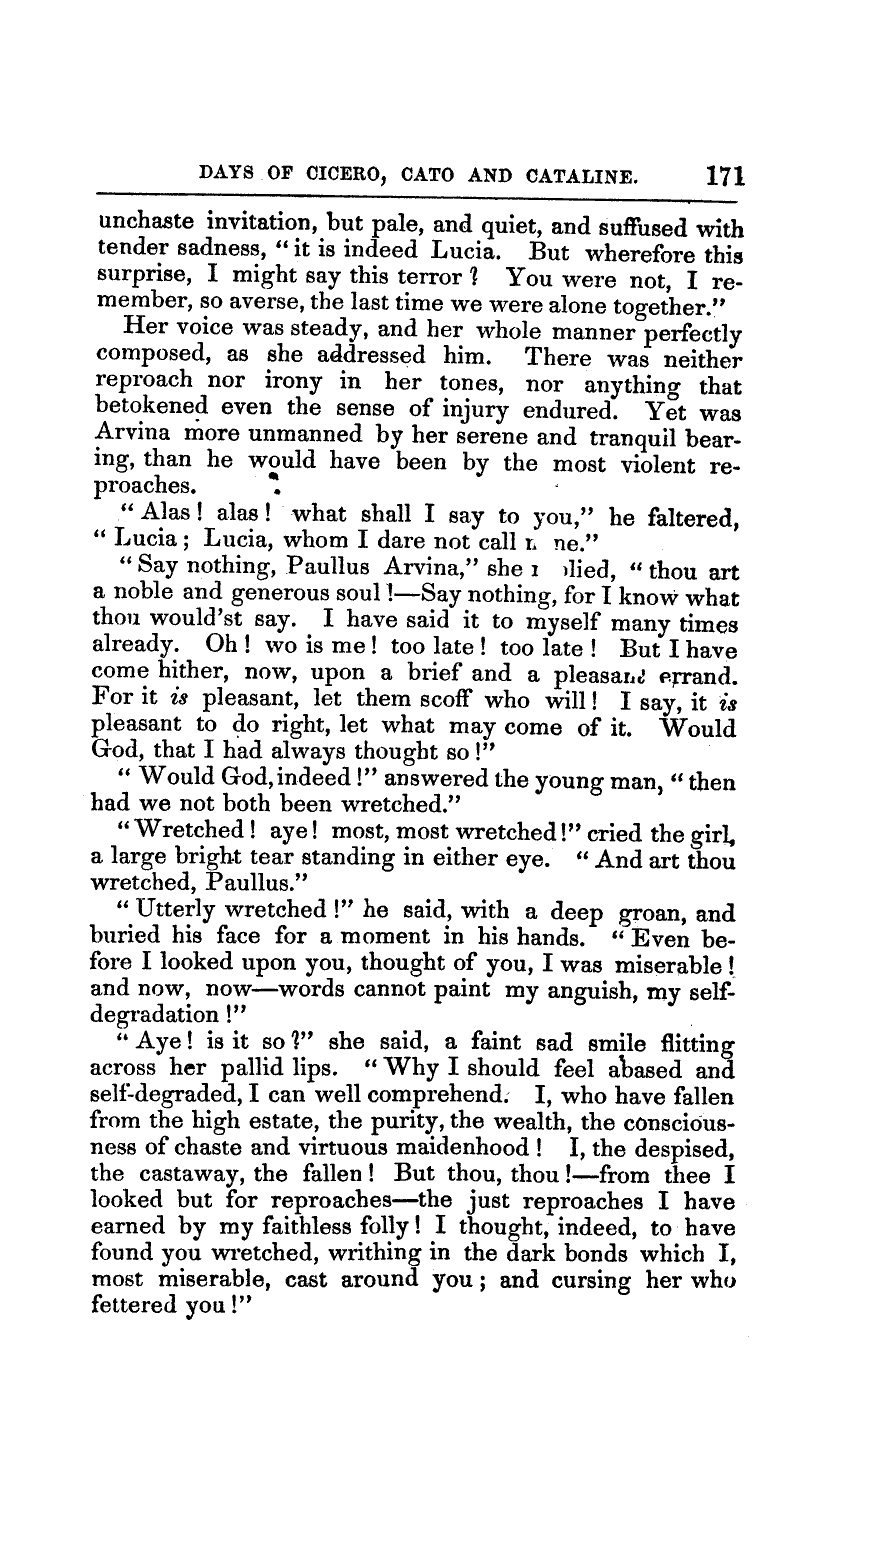 DAYS OF CICERO, CATO AND CATALINE. 171
unchaste invitation, but pale, and quiet, and suffused with
tender sadness, “ it is indeed Lucia. But wherefore this
surprise, I might say this terror ? You were not, I re-
member, so averse, the last time we were alone together.”
Her voice was steady, and her whole manner perfectly
composed, as she addressed him. There was neither
reproach nor irony in her tones, nor anything that
betokened even the sense of injury endured. Yet was
Arvina more unmanned by her serene and tranquil bear-
ing, than he would have been by the most violent re-
proaches.
“ Alas ! alas ! what shall I say to you,” he faltered,
“ Lucia ; Lucia, whom I dare not call ne.”
“ Say nothing, Paullus Arvina,” she lied, “ thou art
a noble and generous soul !—Say nothing, for I know what
thou would’st say. I have said it to myself many times
already. Oh ! wo is me ! too late ! too late ! But I have
come hither, now, upon a brief and a pleasant errand.
For it is pleasant, let them scoff who will ! I say, it is
pleasant to do right, let what may come of it. Would
God, that I had always thought so !”
“ Would God, indeed !” answered the young man, “ then
had we not both been wretched.”
“ Wretched ! aye ! most, most wretched !” cried the girl,
a large bright tear standing in either eye. “ And art thou
wretched, Paullus.”
“ Utterly wretched !” he said, with a deep groan, and
buried his face for a moment in his hands. “ Even be-
fore I looked upon you, thought of you, I was miserable !
and now, now—words cannot paint my anguish, my self-
degradation !”
“ Aye ! is it so ?” she said, a faint sad smile flitting
across her pallid lips. “ Why I should feel abased and
self-degraded, I can well comprehend. I, who have fallen
from the high estate, the purity, the wealth, the conscious-
ness of chaste and virtuous maidenhood ! I, the despised,
the castaway, the fallen ! But thou, thou !—from thee I
looked but for reproaches—the just reproaches I have
earned by my faithless folly ! I thought, indeed, to have
found you wretched, writhing in the dark bonds which I,
most miserable, cast around you ; and cursing her who
fettered you !”